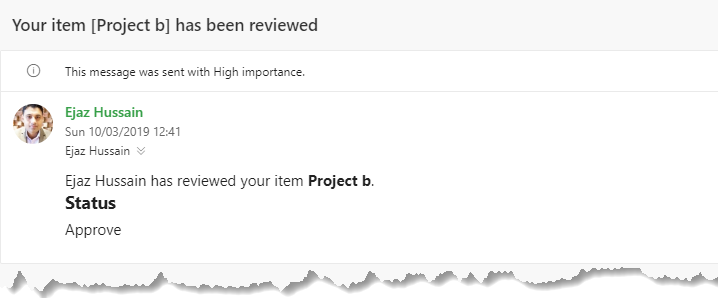 Your item [Project b] has been reviewed
This message was sent with High importance.
Ejaz Hussain
Sun 10/03/2019 12:41
Ejaz Hussain
Ejaz Hussain has reviewed your item Project b.
Status
Approve